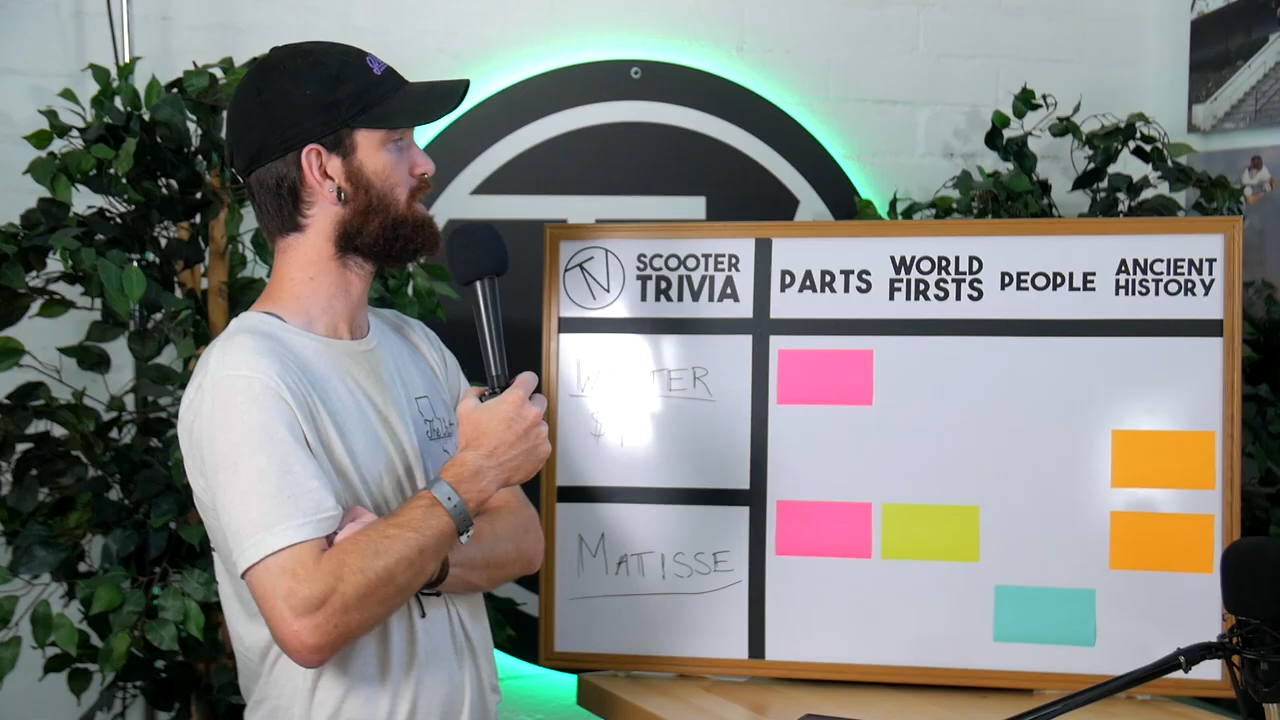 SCOOTER
TRIVIA
PARTS
WORLD
FIRSTS
PEOPLE
ANCIENT
HISTORY
MATISSE